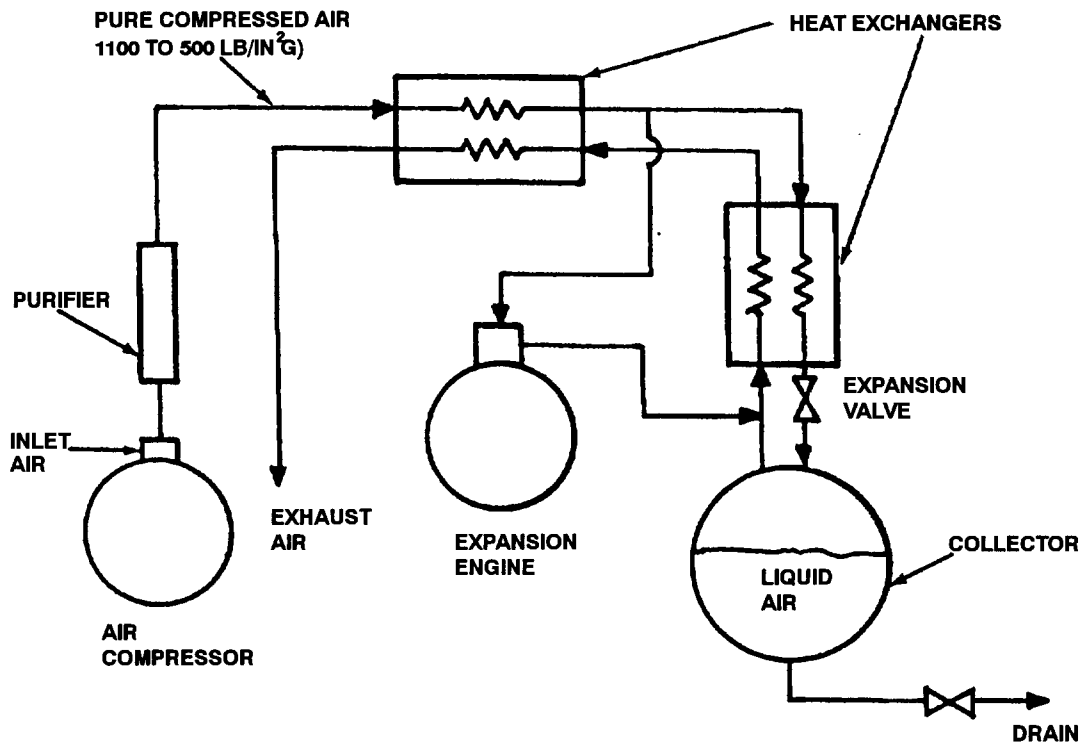 PURE COMPRESSED AIR
1100 TO 500 LB/IN²G)
HEAT EXCHANGERS
PURIFIER
INLET
AIR
EXHAUST
AIR
AIR
COMPRESSOR
EXPANSION
ENGINE
EXPANSION
VALVE
LIQUID
AIR
COLLECTOR
DRAIN